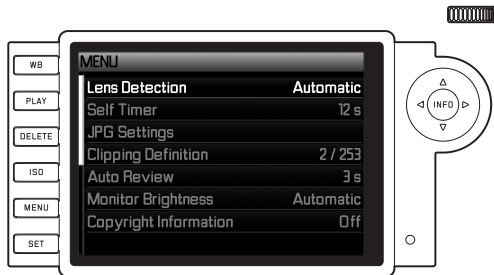 WB
PLAY
DELETE
ISO
MENU
SET
MENU
Lens Detection Automatic
Self Timer 12 s
JPG Settings
Clipping Definition 2 / 253
Auto Review 3 s
Monitor Brightness Automatic
Copyright Information Off
INFO